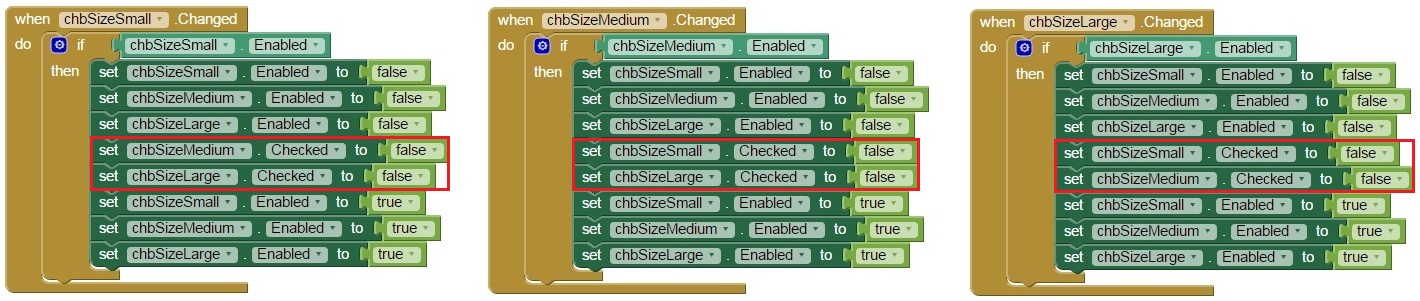 when chbSizeSmall .Changed
do if chbSizeSmall . Enabled
then set chbSizeSmall . Enabled to false
set chbSizeMedium . Enabled to false
set chbSizeLarge . Enabled to false
set chbSizeMedium . Checked to false
set chbSizeLarge . Checked to false
set chbSizeSmall . Enabled to true
set chbSizeMedium . Enabled to true
set chbSizeLarge . Enabled to true
when chbSizeMedium .Changed
do if chbSizeMedium . Enabled
then set chbSizeSmall . Enabled to false
set chbSizeMedium . Enabled to false
set chbSizeLarge . Enabled to false
set chbSizeSmall . Checked to false
set chbSizeLarge . Checked to false
set chbSizeSmall . Enabled to true
set chbSizeMedium . Enabled to true
set chbSizeLarge . Enabled to true
when chbSizeLarge .Changed
do if chbSizeLarge . Enabled
then set chbSizeSmall . Enabled to false
set chbSizeMedium . Enabled to false
set chbSizeLarge . Enabled to false
set chbSizeSmall . Checked to false
set chbSizeMedium . Checked to false
set chbSizeSmall . Enabled to true
set chbSizeMedium . Enabled to true
set chbSizeLarge . Enabled to true